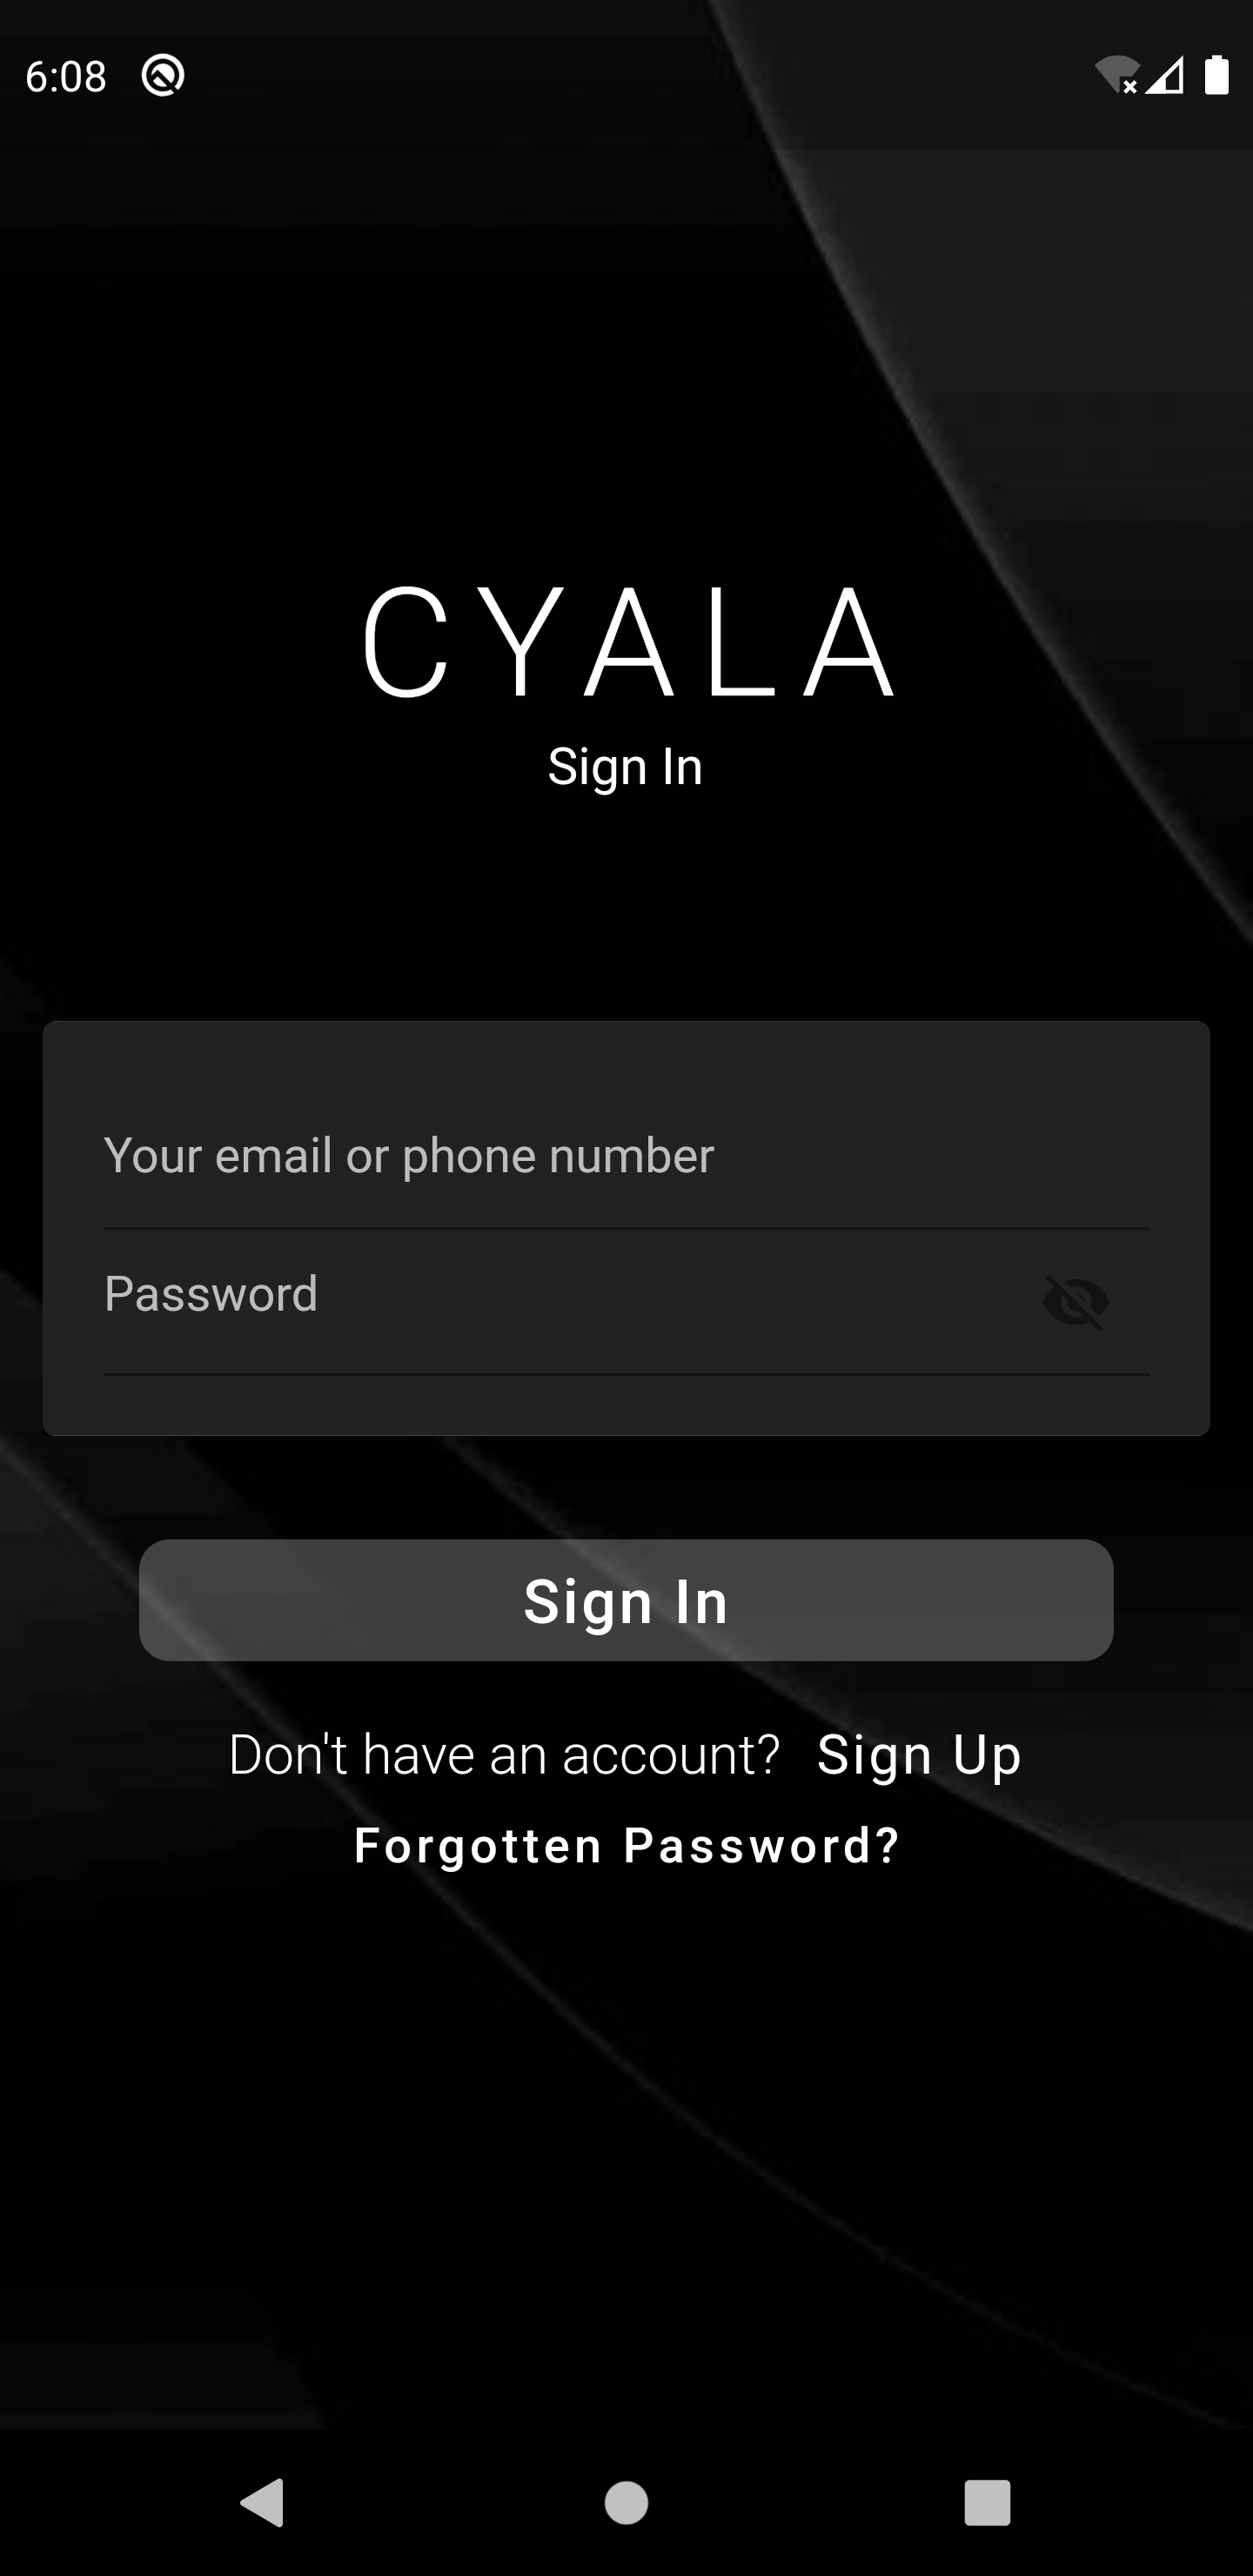 6:08
CYALA
Sign In
Your email or phone number
Password
Sign In
Don't have an account? Sign Up
Forgotten Password?